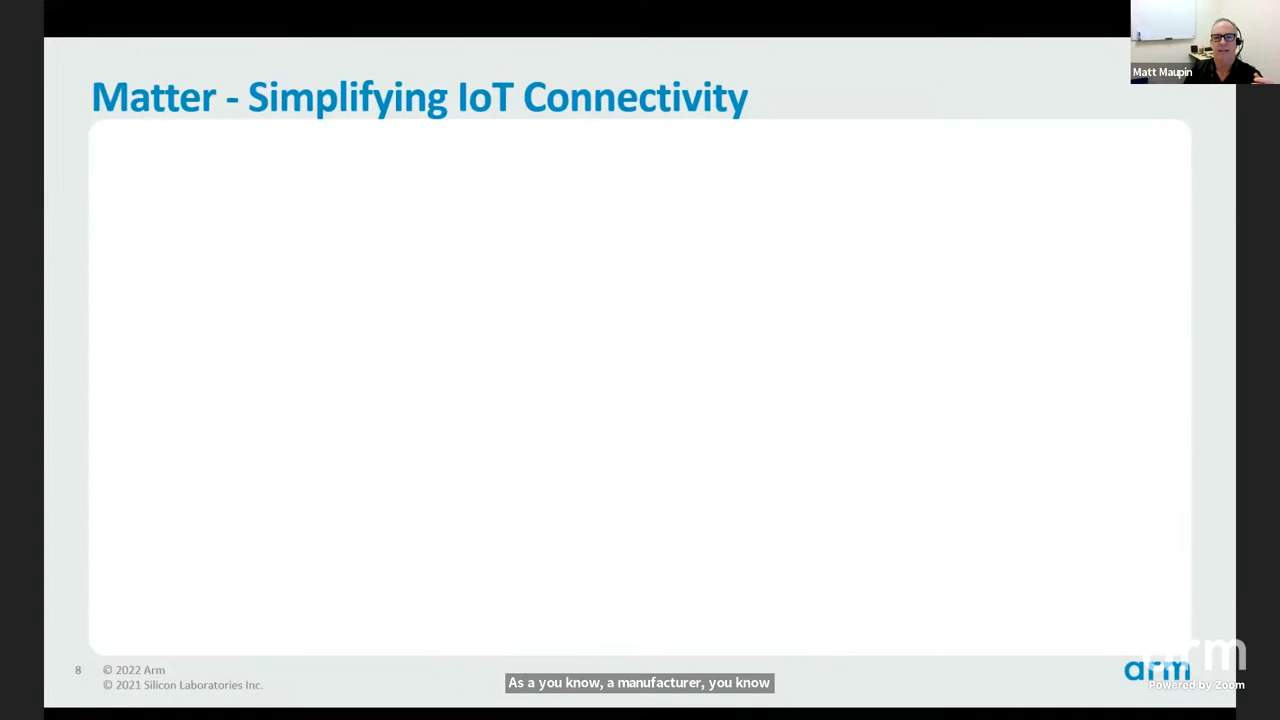 Matt Maupin
Matter - Simplifying IoT Connectivity
8
© 2022 Arm
© 2021 Silicon Laboratories Inc.
As a you know, a manufacturer, you know
arm
arm
Powered by Zoom